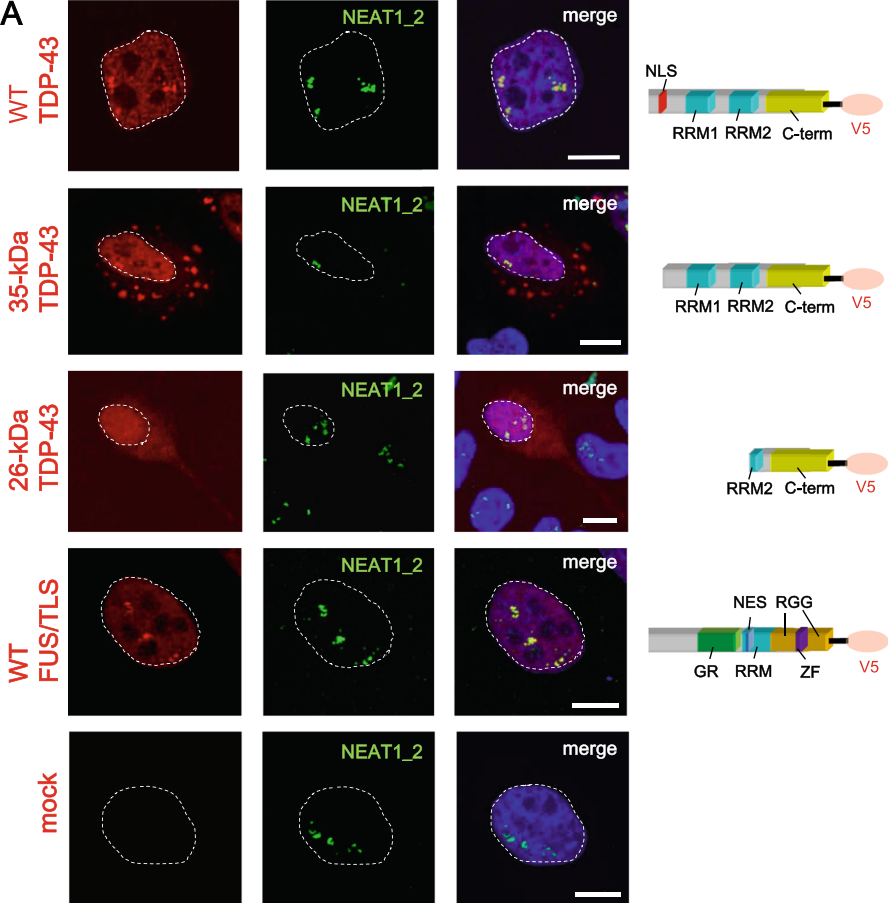 A
WT
TDP-43
NEAT1_2
merge
NLS
RRM1 RRM2 C-term V5
35-kDa
TDP-43
NEAT1_2
merge
RRM1 RRM2 C-term V5
26-kDa
TDP-43
NEAT1_2
merge
RRM2 C-term V5
WT
FUS/TLS
NEAT1_2
merge
NES RGG
GR RRM ZF V5
mock
NEAT1_2
merge